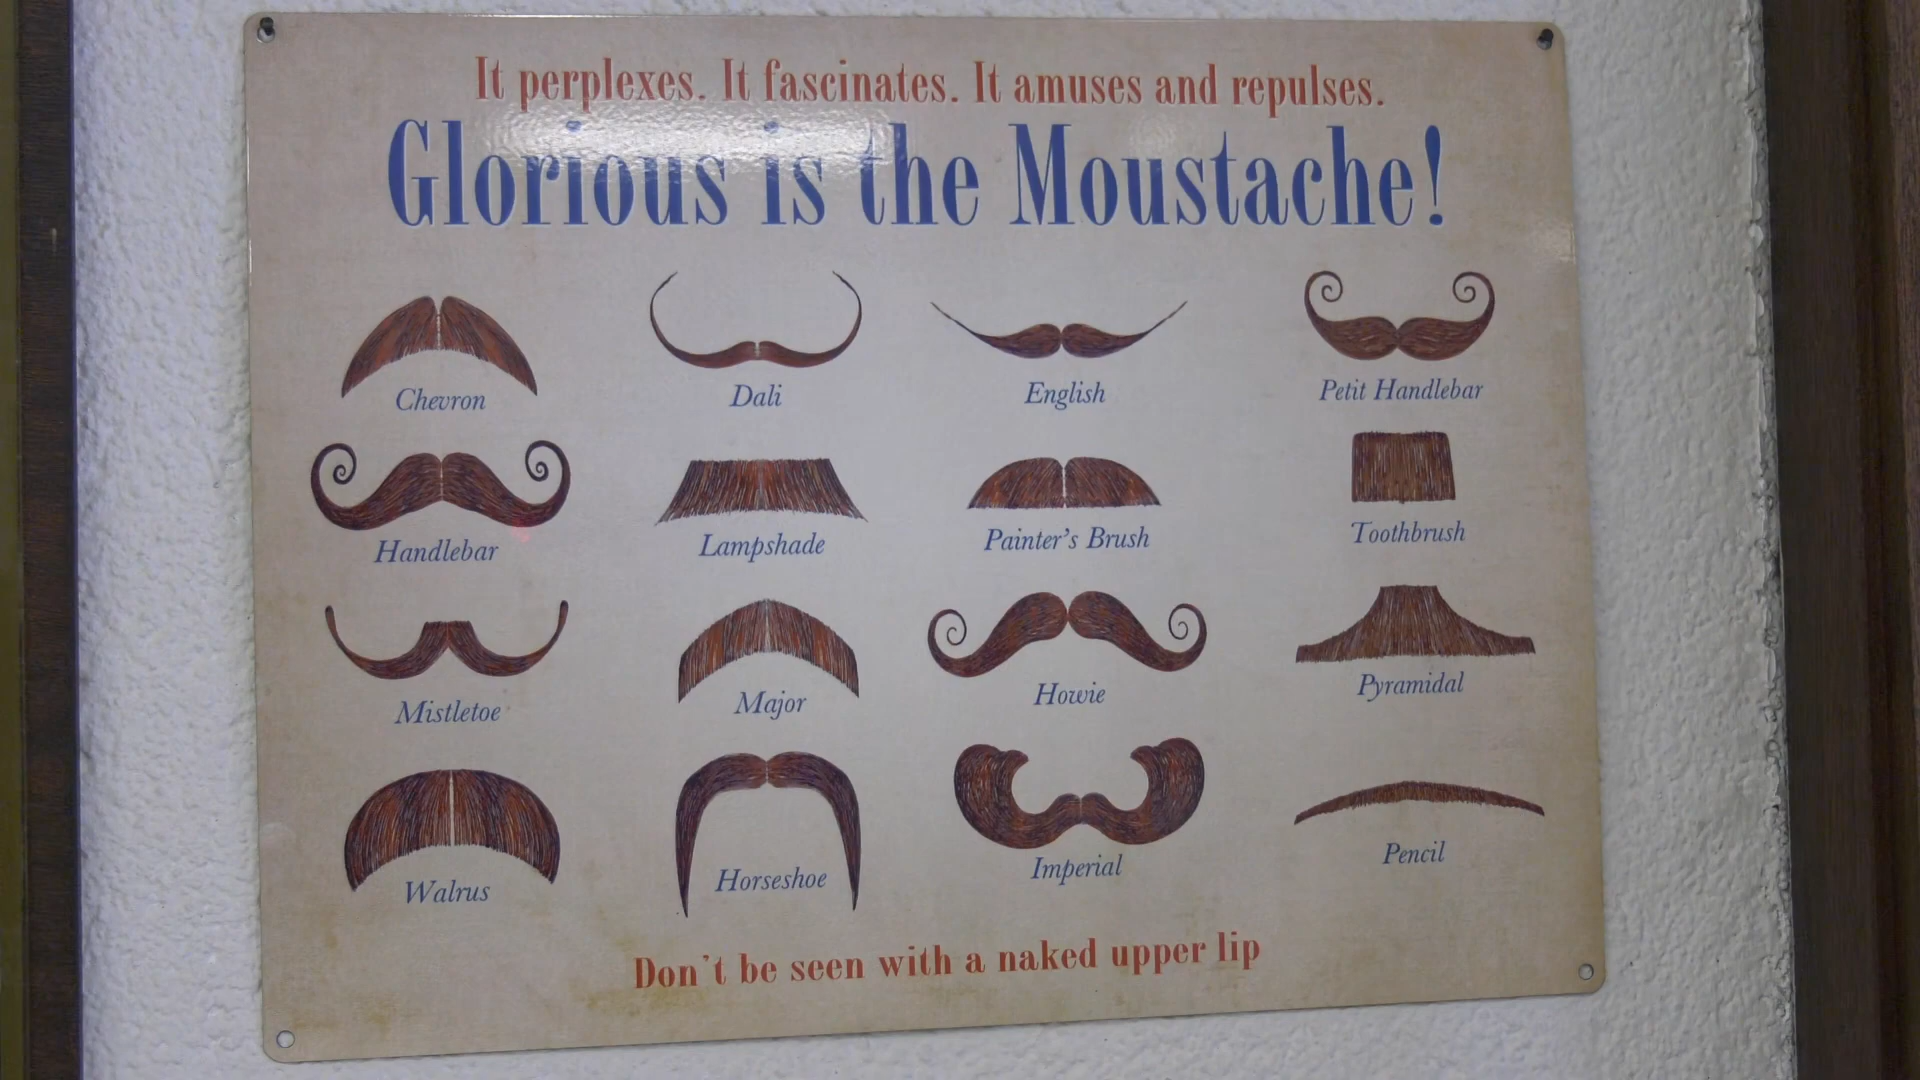 It perplexes. It fascinates. It amuses and repulses.
Glorious is the Moustache!
Chevron
Dali
English
Petit Handlebar
Handlebar
Lampshade
Painter's Brush
Toothbrush
Mistletoe
Major
Howie
Pyramidal
Walrus
Horseshoe
Imperial
Pencil
Don't be seen with a naked upper lip